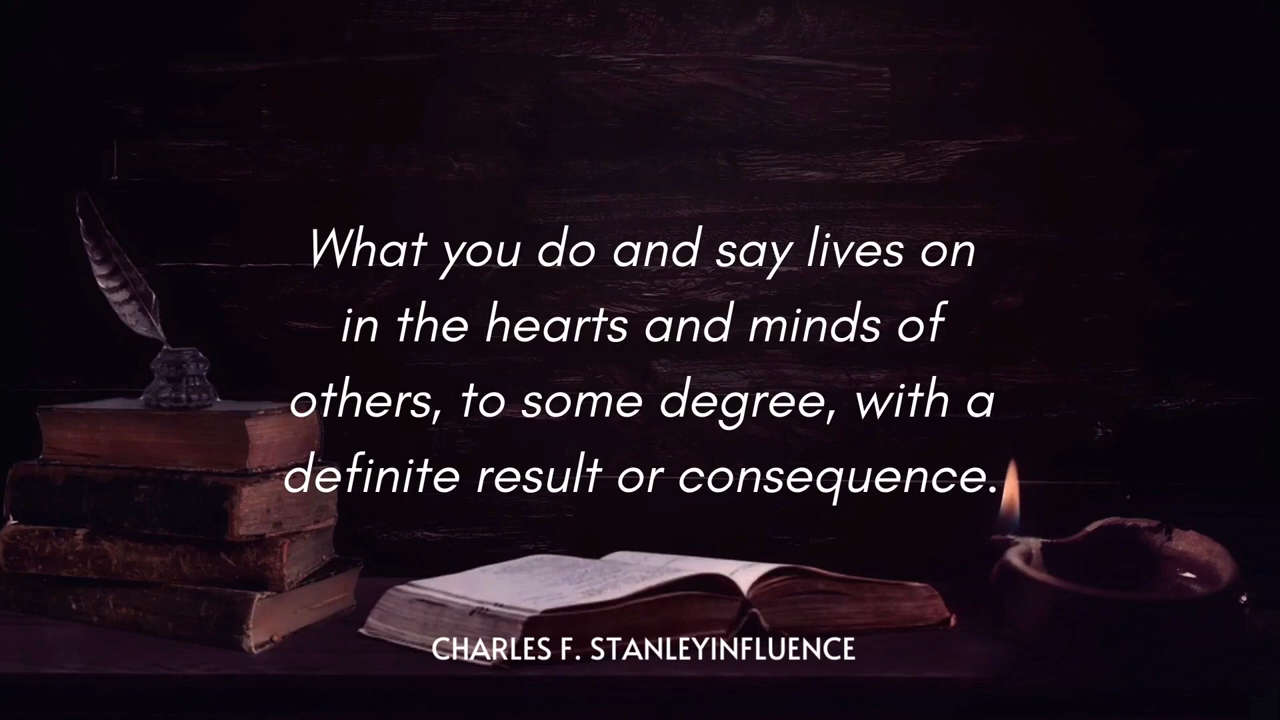 What you do and say lives on
in the hearts and minds of
others, to some degree, with a
definite result or consequence.
CHARLES F. STANLEYINFLUENCE